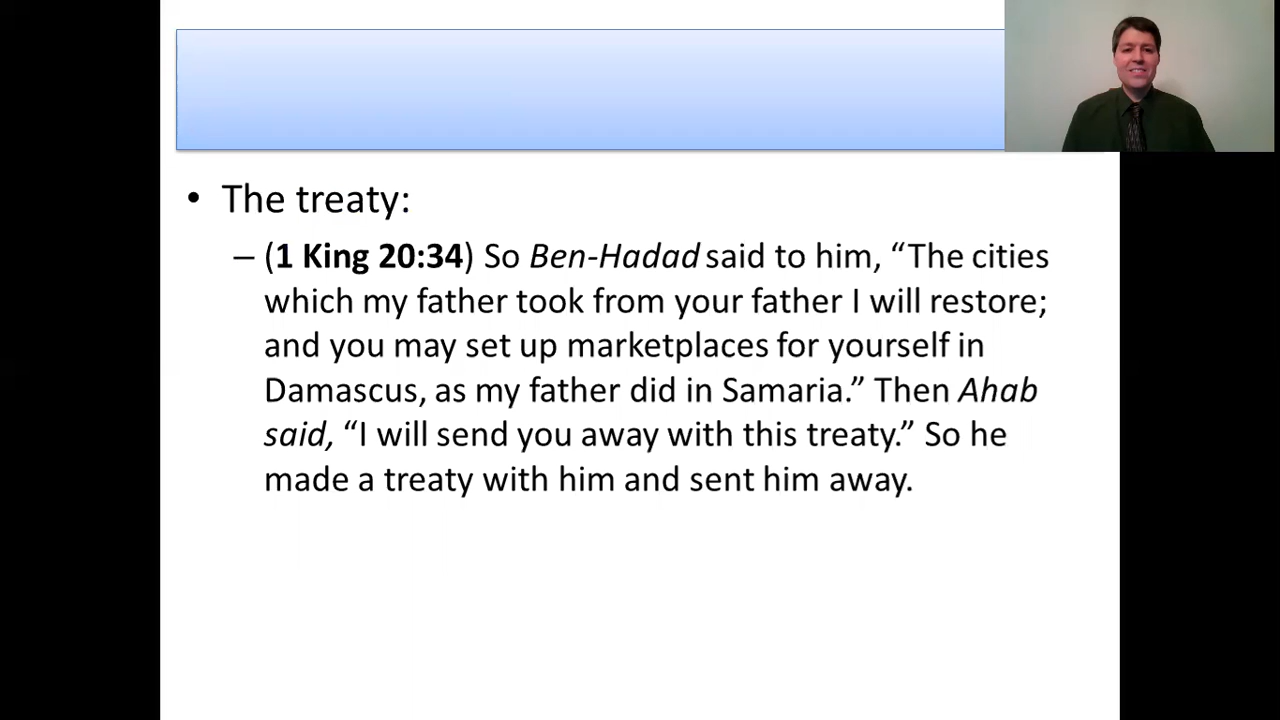 • The treaty:
– (1 King 20:34) So Ben-Hadad said to him, “The cities
which my father took from your father I will restore;
and you may set up marketplaces for yourself in
Damascus, as my father did in Samaria.” Then Ahab
said, “I will send you away with this treaty.” So he
made a treaty with him and sent him away.